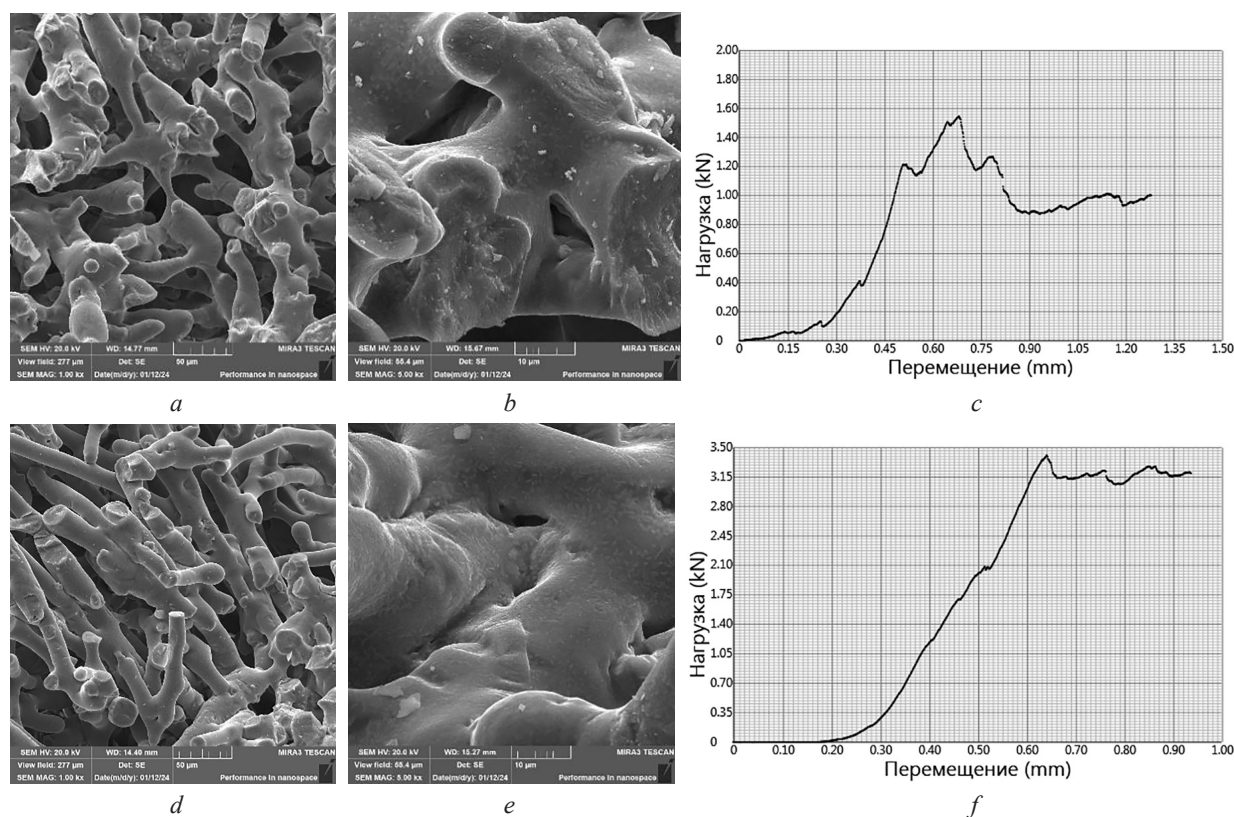 SEM HV: 20.0 kV WD: 14.77 mm MIRA3 TESCAN
View field: 277 µm Det: SE 50 µm
SEM MAG: 1.00 kx Date(m/d/y): 01/12/24 Performance in nanospace
a
SEM HV: 20.0 kV WD: 15.67 mm MIRA3 TESCAN
View field: 55.4 µm Det: SE 10 µm
SEM MAG: 5.00 kx Date(m/d/y): 01/12/24 Performance in nanospace
b
Нагрузка (kN)
2.00
1.80
1.60
1.40
1.20
1.00
0.80
0.60
0.40
0.20
0
0 0.15 0.30 0.45 0.60 0.75 0.90 1.05 1.20 1.35 1.50
Перемещение (mm)
c
SEM HV: 20.0 kV WD: 14.40 mm MIRA3 TESCAN
View field: 277 µm Det: SE 50 µm
SEM MAG: 1.00 kx Date(m/d/y): 01/12/24 Performance in nanospace
d
SEM HV: 20.0 kV WD: 15.27 mm MIRA3 TESCAN
View field: 55.4 µm Det: SE 10 µm
SEM MAG: 5.00 kx Date(m/d/y): 01/12/24 Performance in nanospace
e
Нагрузка (kN)
3.50
3.15
2.80
2.45
2.10
1.75
1.40
1.05
0.70
0.35
0
0 0.10 0.20 0.30 0.40 0.50 0.60 0.70 0.80 0.90 1.00
Перемещение (mm)
f